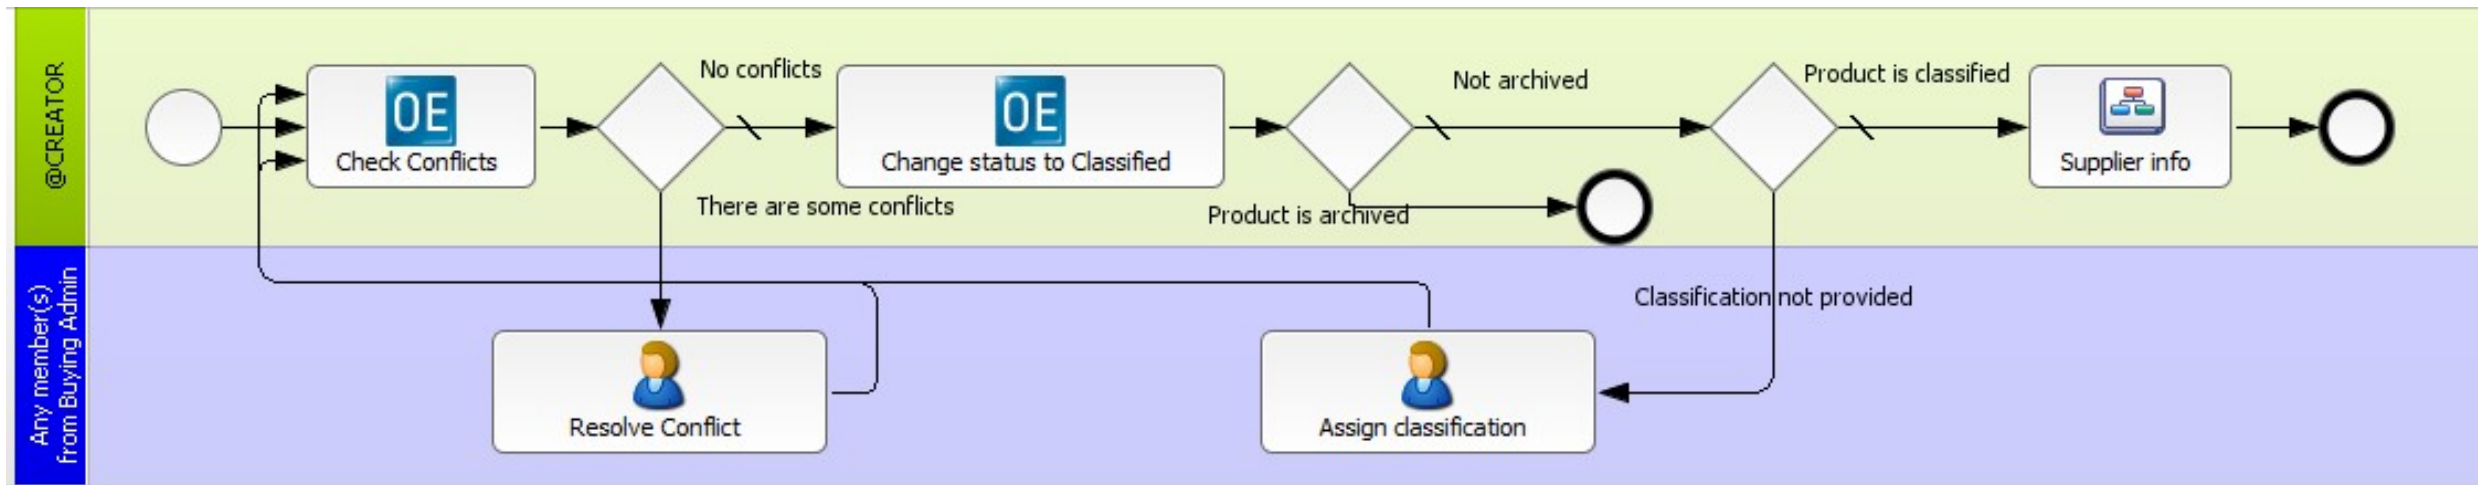 @CREATOR
OE
Check Conflicts
No conflicts
There are some conflicts
OE
Change status to Classified
Not archived
Product is archived
Product is classified
Supplier info
Any member(s)
from Buying Admin
Resolve Conflict
Classification not provided
Assign classification